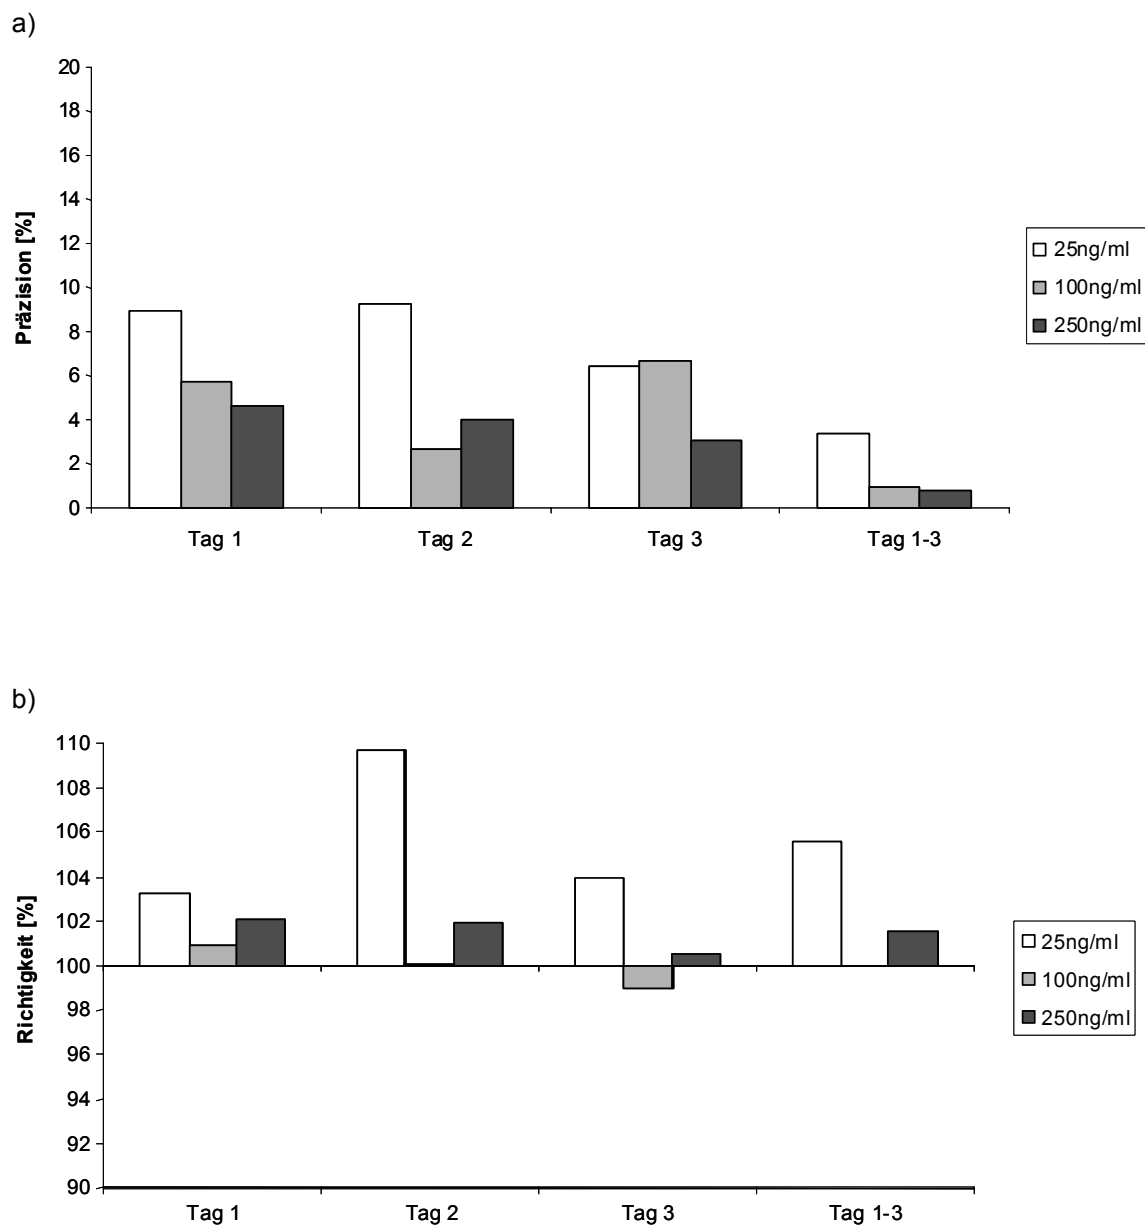 a)
20
18
16
14
12
10
8
6
4
2
0
Präzision [%]
Tag 1 Tag 2 Tag 3 Tag 1-3
25ng/ml
100ng/ml
250ng/ml
b)
110
108
106
104
102
100
98
96
94
92
90
Richtigkeit [%]
Tag 1 Tag 2 Tag 3 Tag 1-3
25ng/ml
100ng/ml
250ng/ml